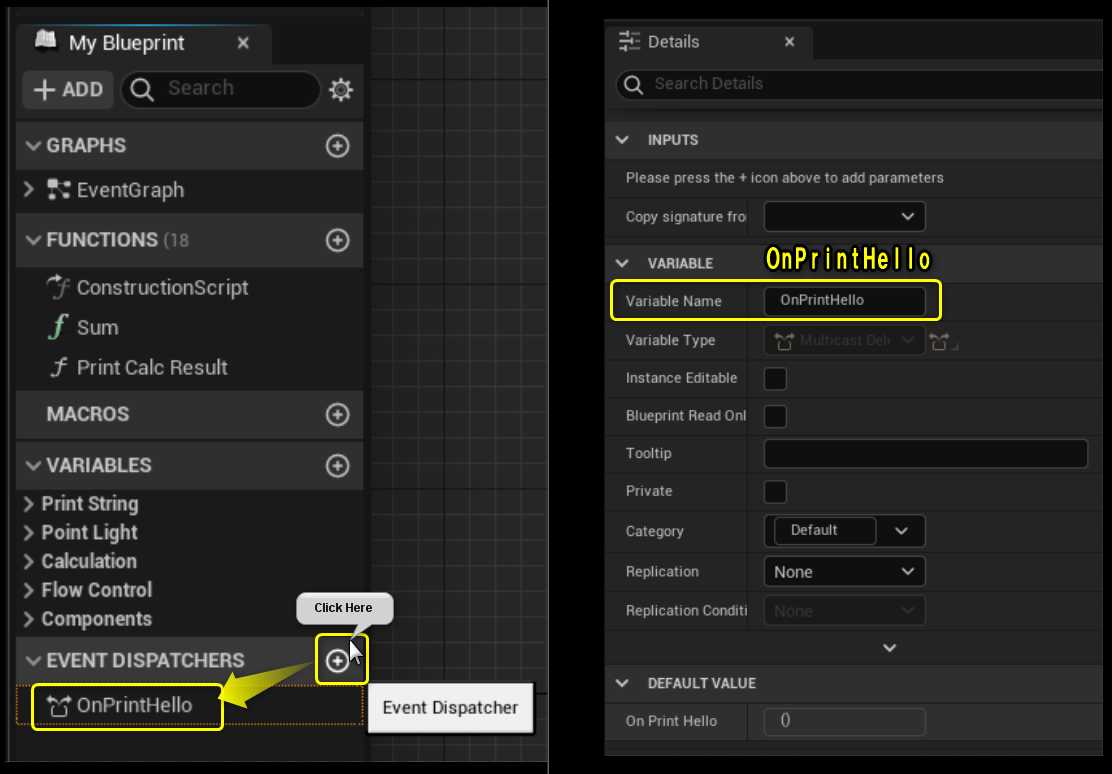 My Blueprint
ADD
Search
GRAPHS
EventGraph
FUNCTIONS (18
ConstructionScript
Sum
Print Calc Result
MACROS
VARIABLES
Print String
Point Light
Calculation
Flow Control
Components
Click Here
EVENT DISPATCHERS
OnPrintHello
Event Dispatcher
Details
Search Details
INPUTS
Please press the + icon above to add parameters
Copy signature fro
VARIABLE
OnPrintHello
Variable Name
OnPrintHello
Variable Type
Multicast Dele
Instance Editable
Blueprint Read Onl
Tooltip
Private
Category
Default
Replication
None
Replication Conditi
None
DEFAULT VALUE
On Print Hello
()